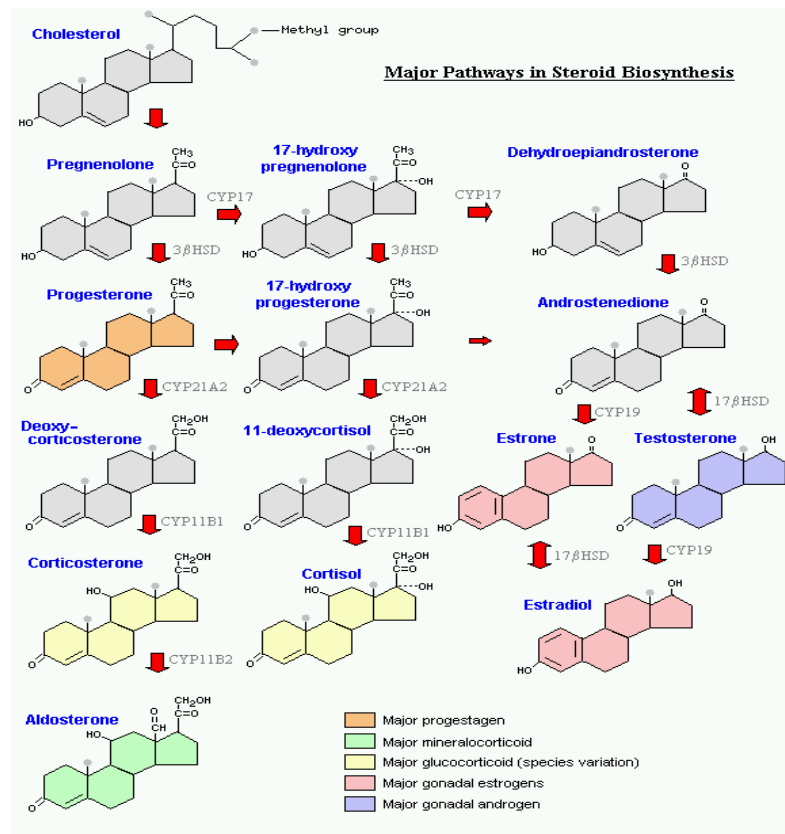 Cholesterol
Methyl group
Major Pathways in Steroid Biosynthesis
HO
Pregnenolone
CH3
C=O
HO
CYP17
17-hydroxy
pregnenolone
CH3
C=O
OH
HO
CYP17
Dehydroepiandrosterone
O
HO
3βHSD
3βHSD
3βHSD
Progesterone
CH3
C=O
O
17-hydroxy
progesterone
CH3
C=O
OH
O
Androstenedione
O
O
CYP21A2
CYP21A2
CYP19
17βHSD
Deoxy-
corticosterone
CH2OH
C=O
O
11-deoxycortisol
CH2OH
C=O
OH
O
Estrone
O
HO
Testosterone
OH
O
CYP11B1
CYP11B1
17βHSD
CYP19
Corticosterone
CH2OH
C=O
HO
O
Cortisol
CH2OH
C=O
OH
HO
O
Estradiol
OH
HO
CYP11B2
Aldosterone
CH2OH
C=O
O
CH
HO
O
Major progestagen
Major mineralocorticoid
Major glucocorticoid (species variation)
Major gonadal estrogens
Major gonadal androgen